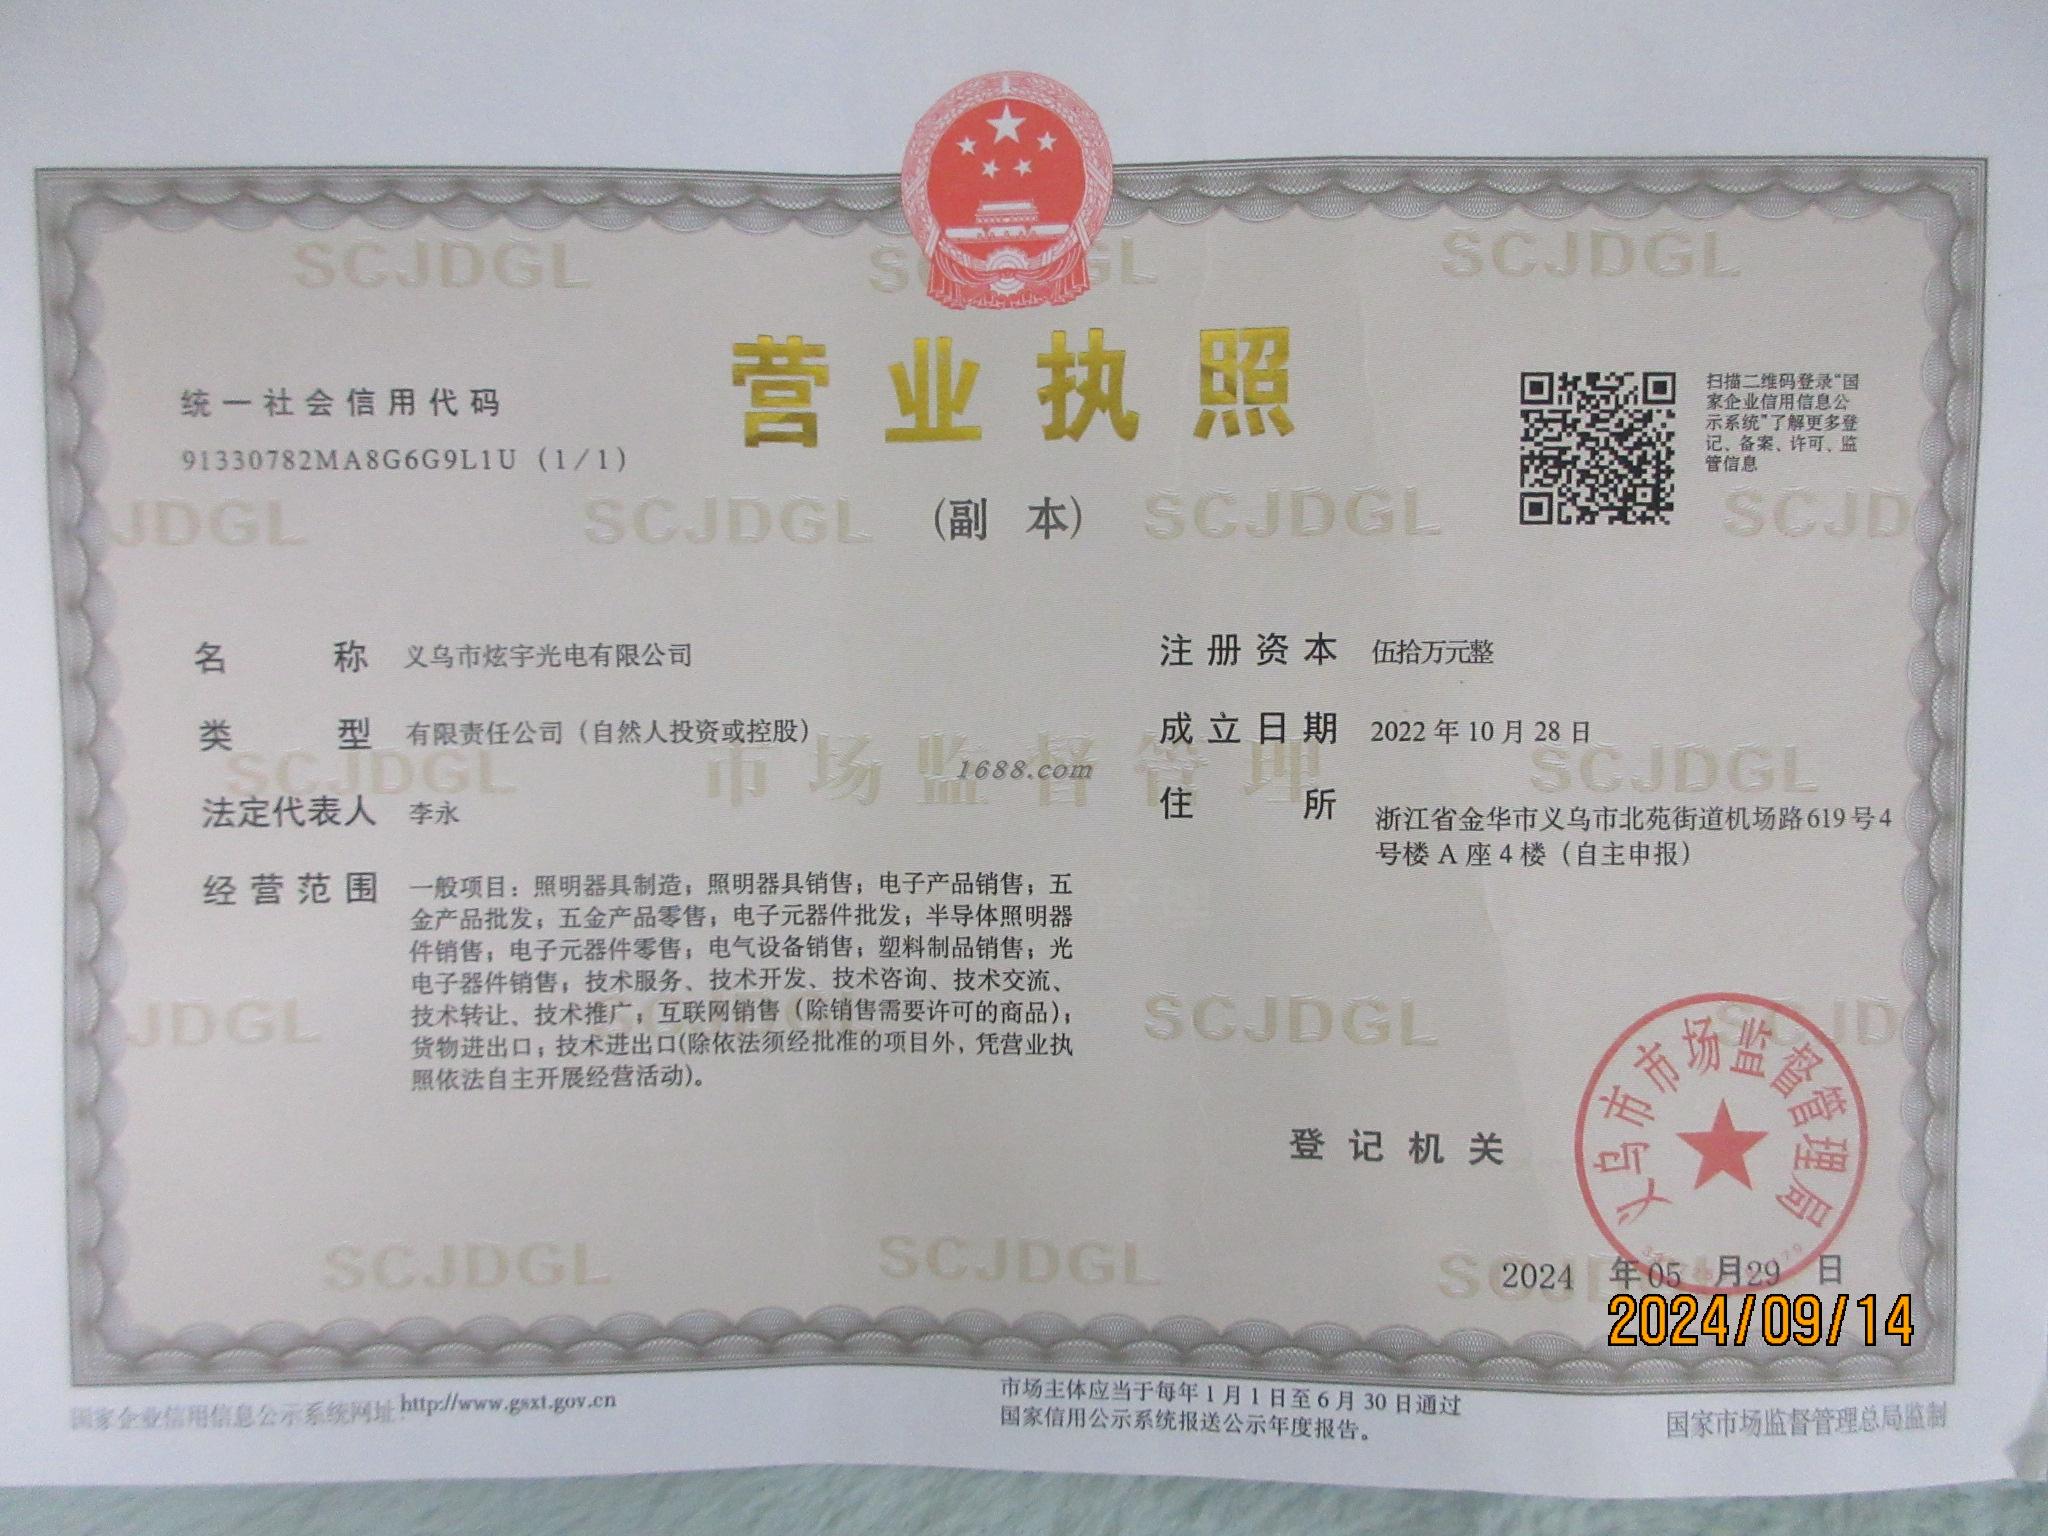 SCJDGL
SCJDGL
营业执照
统一社会信用代码
91330782MA8G6G9L1U (1/1)
(副 本)
扫描二维码登录“国
家企业信用信息公
示系统”了解更多登
记、备案、许可、监
管信息
JDGL SCJDGL SCJDGL SCJD
名 称 义乌市炫宇光电有限公司
类 型 有限责任公司（自然人投资或控股）
法定代表人 李永
经营范围 一般项目：照明器具制造；照明器具销售；电子产品销售；五
金产品批发；五金产品零售；电子元器件批发；半导体照明器
件销售；电子元器件零售；电气设备销售；塑料制品销售；光
电子器件销售；技术服务、技术开发、技术咨询、技术交流、
技术转让、技术推广；互联网销售（除销售需要许可的商品）；
货物进出口；技术进出口(除依法须经批准的项目外，凭营业执
照依法自主开展经营活动)。
注册资本 伍拾万元整
成立日期 2022 年 10 月 28 日
住 所 浙江省金华市义乌市北苑街道机场路619号4
号楼 A 座 4 楼（自主申报）
SCJDGL 市场监督管理 SCJDGL
1688.com
JDGL SCJDGL SCJD
登记机关
义乌市市场监督管理局
2024 年05 月29 日
SCJDGL SCJDGL
2024/09/14
国家企业信用信息公示系统网址：http://www.gsxt.gov.cn
市场主体应当于每年 1 月 1 日至 6 月 30 日通过
国家信用公示系统报送公示年度报告。
国家市场监督管理总局监制